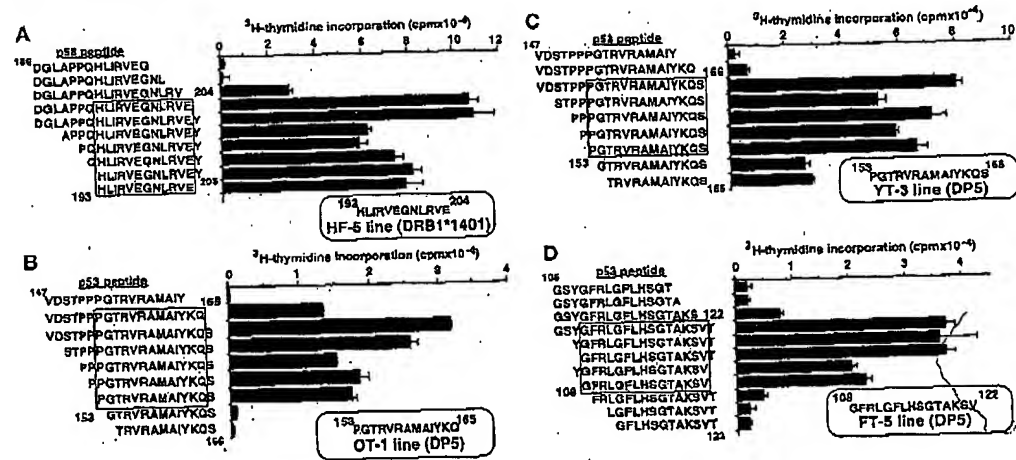 A
³H-thymidine incorporation (cpmx10⁻⁴)
0 2 4 6 8 10 12
p53 peptide
186
DGLAPPQHLIRVEG
DGLAPPQHLIRVEGNL
DGLAPPQHLIRVEGNLRV 204
DGLAPPQHLIRVEGNLRVE
DGLAPPQHLIRVEGNLRVEY
APPQHLIRVEGNLRVEY
PQHLIRVEGNLRVEY
QHLIRVEGNLRVEY
HLIRVEGNLRVEY
HLIRVEGNLRVE
193 205
192HLIRVEGNLRVE204
HF-5 line (DRB1*1401)
B
³H-thymidine incorporation (cpmx10⁻⁴)
0 1 2 3 4
p53 peptide
147
VDSTPPPGTRVRAMAIY 165
VDSTPPPGTRVRAMAIYKQ
VDSTPPPGTRVRAMAIYKQS
STPPPGTRVRAMAIYKQS
PPPGTRVRAMAIYKQS
PPGTRVRAMAIYKQS
PGTRVRAMAIYKQS
153 GTRVRAMAIYKQS
TRVRAMAIYKQS
166
153PGTRVRAMAIYKQ165
OT-1 line (DP5)
C
³H-thymidine incorporation (cpmx10⁻⁴)
0 2 4 6 8 10
p53 peptide
147
VDSTPPPGTRVRAMAIY
VDSTPPPGTRVRAMAIYKQ 166
VDSTPPPGTRVRAMAIYKQS
STPPPGTRVRAMAIYKQS
PPPGTRVRAMAIYKQS
PPGTRVRAMAIYKQS
PGTRVRAMAIYKQS
153 GTRVRAMAIYKQS
TRVRAMAIYKQS
165
153PGTRVRAMAIYKQS166
YT-3 line (DP5)
D
³H-thymidine incorporation (cpmx10⁻⁴)
0 1 2 3 4
p53 peptide
105
GSYGFRLGFLHSGT
GSYGFRLGFLHSGTA
GSYGFRLGFLHSGTAKS 122
GSYGFRLGFLHSGTAKSVT
YGFRLGFLHSGTAKSVT
GFRLGFLHSGTAKSVT
YGFRLGFLHSGTAKSV
GFRLGFLHSGTAKSV
108 FRLGFLHSGTAKSVT
LGFLHSGTAKSVT
GFLHSGTAKSVT
123
108GFRLGFLHSGTAKSV122
FT-5 line (DP5)